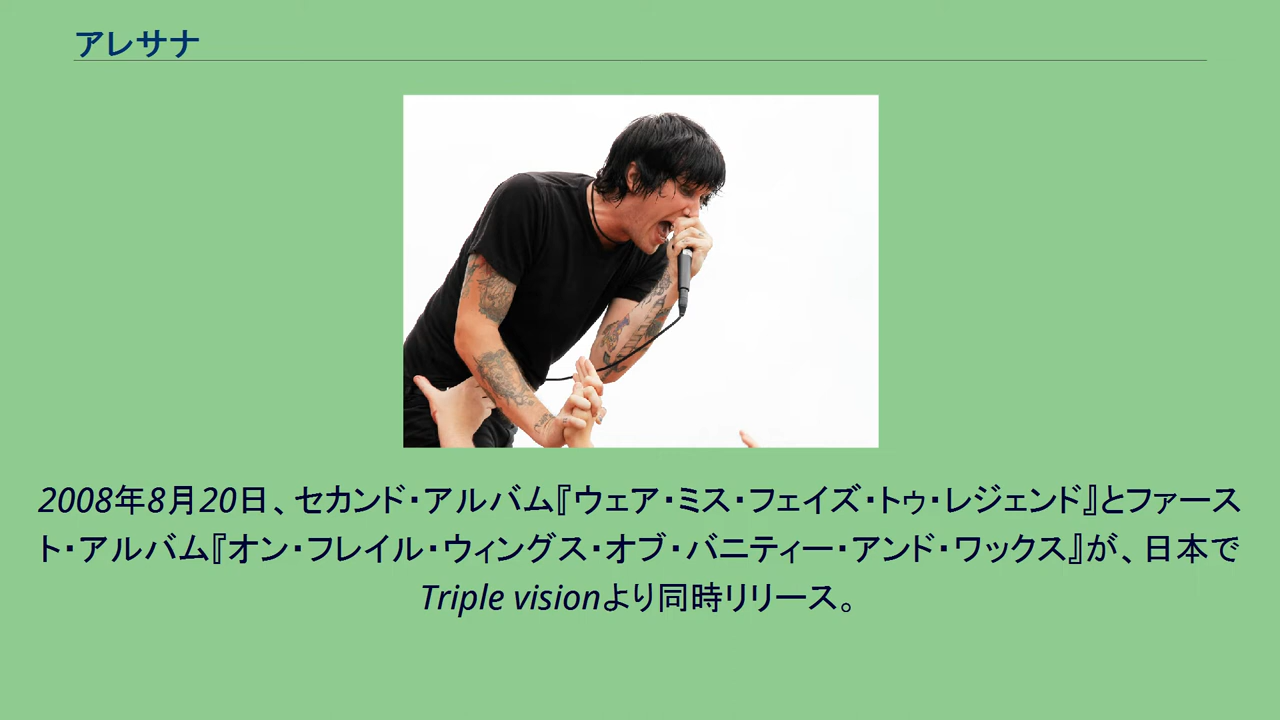 アレサナ
2008年8月20日、セカンド・アルバム『ウェア・ミス・フェイズ・トゥ・レジェンド』とファース
ト・アルバム『オン・フレイル・ウィングス・オブ・バニティー・アンド・ワックス』が、日本で
Triple visionより同時リリース。